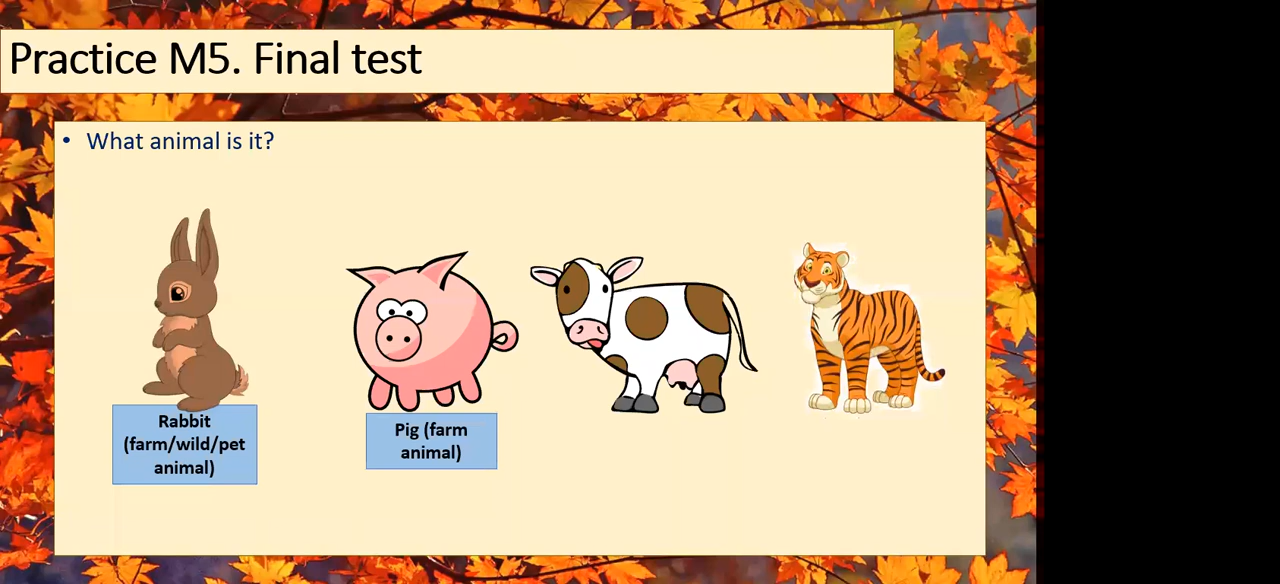 Practice M5. Final test
• What animal is it?
Rabbit
(farm/wild/pet
animal)
Pig (farm
animal)